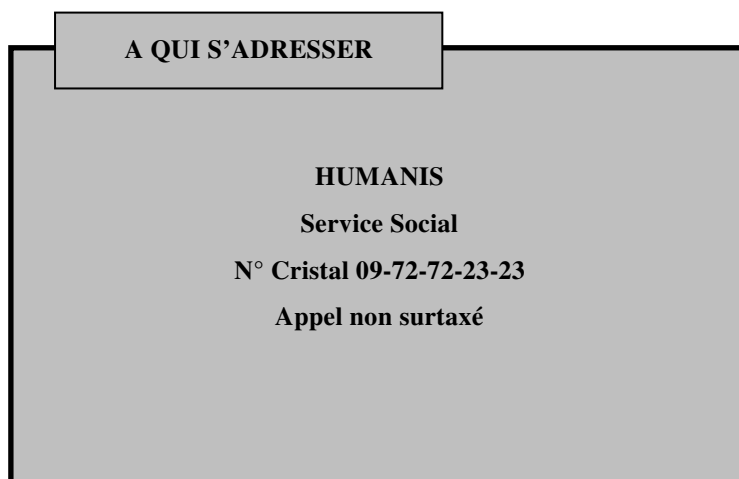 A QUI S’ADRESSER
HUMANIS
Service Social
N° Cristal 09-72-72-23-23
Appel non surtaxé